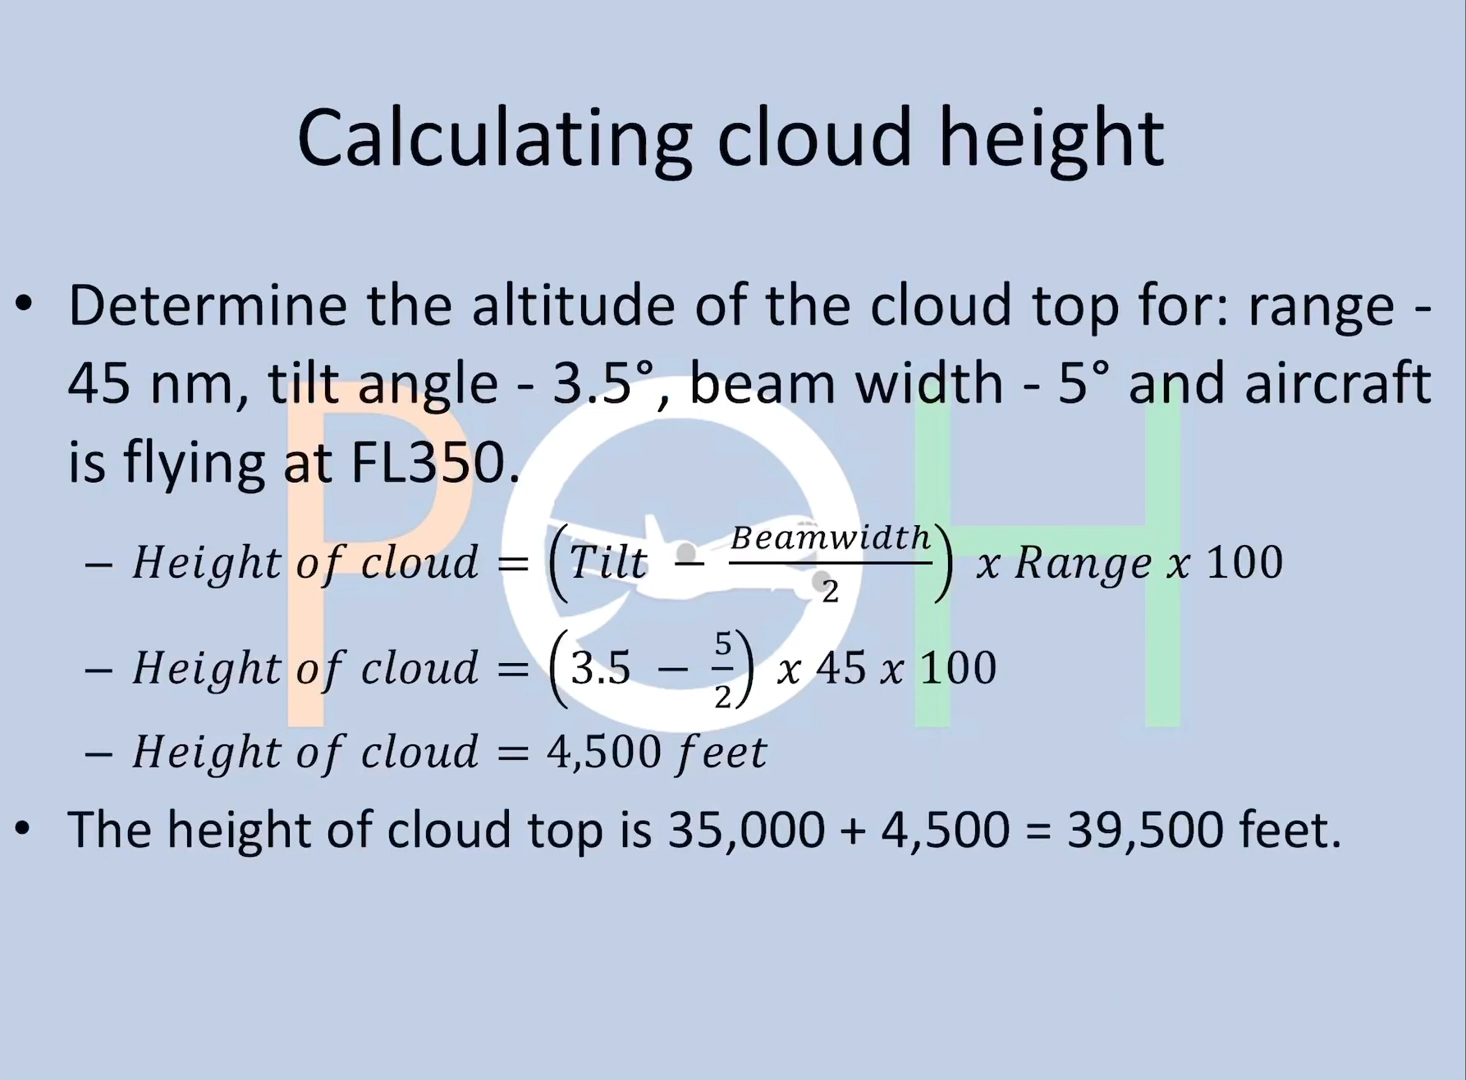 Calculating cloud height
• Determine the altitude of the cloud top for: range -
45 nm, tilt angle - 3.5°, beam width - 5° and aircraft
is flying at FL350.
– Height of cloud = (Tilt − Beamwidth/2) x Range x 100
– Height of cloud = (3.5 − 5/2) x 45 x 100
– Height of cloud = 4,500 feet
• The height of cloud top is 35,000 + 4,500 = 39,500 feet.
POH